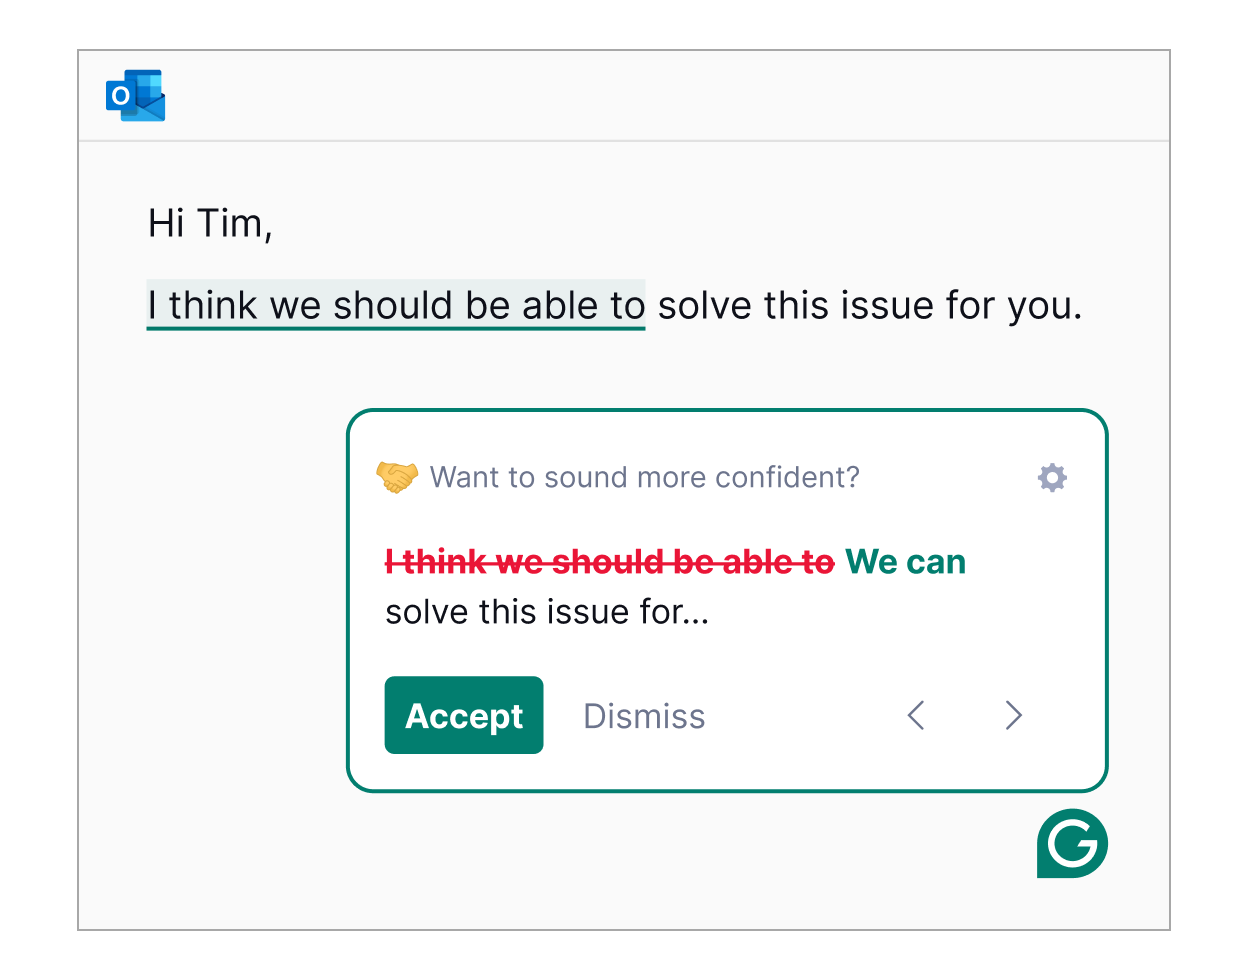 O
Hi Tim,
I think we should be able to solve this issue for you.
Want to sound more confident?
I think we should be able to We can
solve this issue for...
Accept Dismiss
G